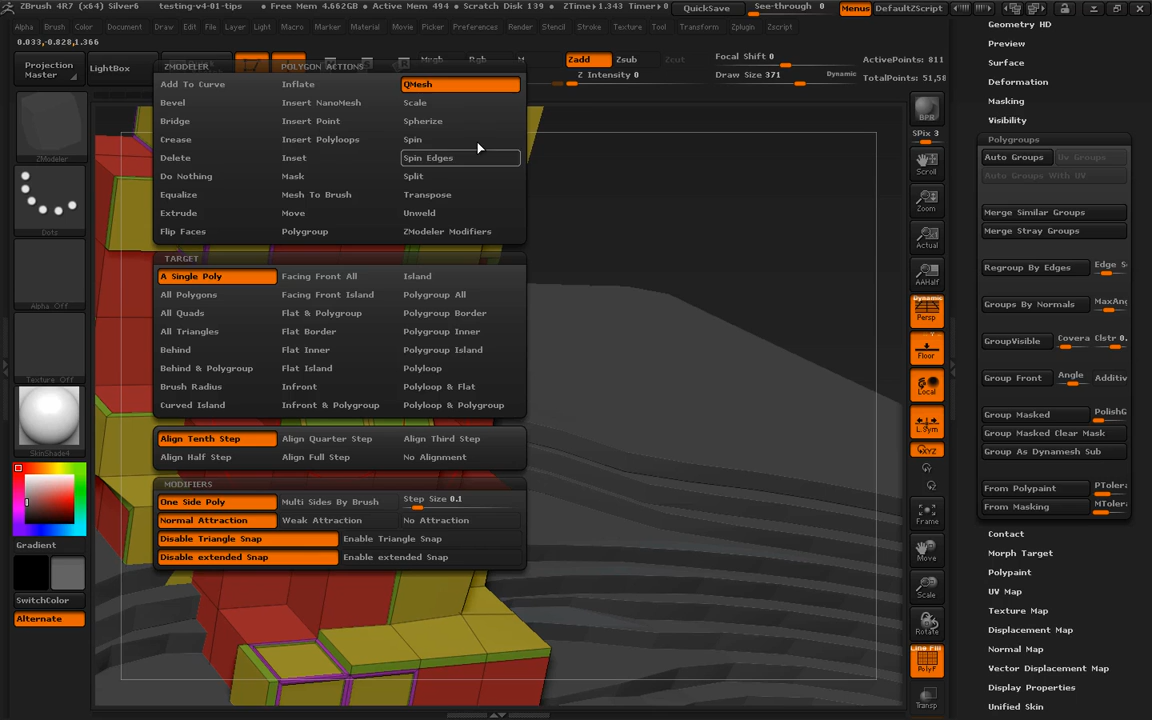 ZBrush 4R7 (x64) Silver6 testing-v4-01-tips • Free Mem 4.662GB • Active Mem 494 • Scratch Disk 139 • ZTime▸1.343 Timer▸0 QuickSave See-through 0 Menus DefaultZScript
Alpha Brush Color Document Draw Edit File Layer Light Macro Marker Material Movie Picker Preferences Render Stencil Stroke Texture Tool Transform Zplugin Zscript
0.033,-0.828,1.366
Projection Master
LightBox
Zadd Zsub Zcut
Z Intensity 0
Focal Shift 0
Draw Size 371 Dynamic
ActivePoints: 811
TotalPoints: 51,58
ZMODELER POLYGON ACTIONS
Add To Curve Inflate QMesh
Bevel Insert NanoMesh Scale
Bridge Insert Point Spherize
Crease Insert Polyloops Spin
Delete Inset Spin Edges
Do Nothing Mask Split
Equalize Mesh To Brush Transpose
Extrude Move Unweld
Flip Faces Polygroup ZModeler Modifiers
TARGET
A Single Poly Facing Front All Island
All Polygons Facing Front Island Polygroup All
All Quads Flat & Polygroup Polygroup Border
All Triangles Flat Border Polygroup Inner
Behind Flat Inner Polygroup Island
Behind & Polygroup Flat Island Polyloop
Brush Radius Infront Polyloop & Flat
Curved Island Infront & Polygroup Polyloop & Polygroup
Align Tenth Step Align Quarter Step Align Third Step
Align Half Step Align Full Step No Alignment
MODIFIERS
One Side Poly Multi Sides By Brush Step Size 0.1
Normal Attraction Weak Attraction No Attraction
Disable Triangle Snap Enable Triangle Snap
Disable extended Snap Enable extended Snap
ZModeler
Dots
Alpha Off
Texture Off
SkinShade4
Gradient
SwitchColor
Alternate
BPR
SPix 3
Scroll
Zoom
Actual
AAHalf
Dynamic
Persp
Floor
Local
L.Sym
XYZ
Frame
Move
Scale
Rotate
Line Fill
PolyF
Transp
Geometry HD
Preview
Surface
Deformation
Masking
Visibility
Polygroups
Auto Groups Uv Groups
Auto Groups With UV
Merge Similar Groups
Merge Stray Groups
Regroup By Edges Edge S
Groups By Normals MaxAng
GroupVisible Covera Clstr 0.
Group Front Angle Additiv
Group Masked PolishG
Group Masked Clear Mask
Group As Dynamesh Sub
From Polypaint PTolera
From Masking MTolera
Contact
Morph Target
Polypaint
UV Map
Texture Map
Displacement Map
Normal Map
Vector Displacement Map
Display Properties
Unified Skin